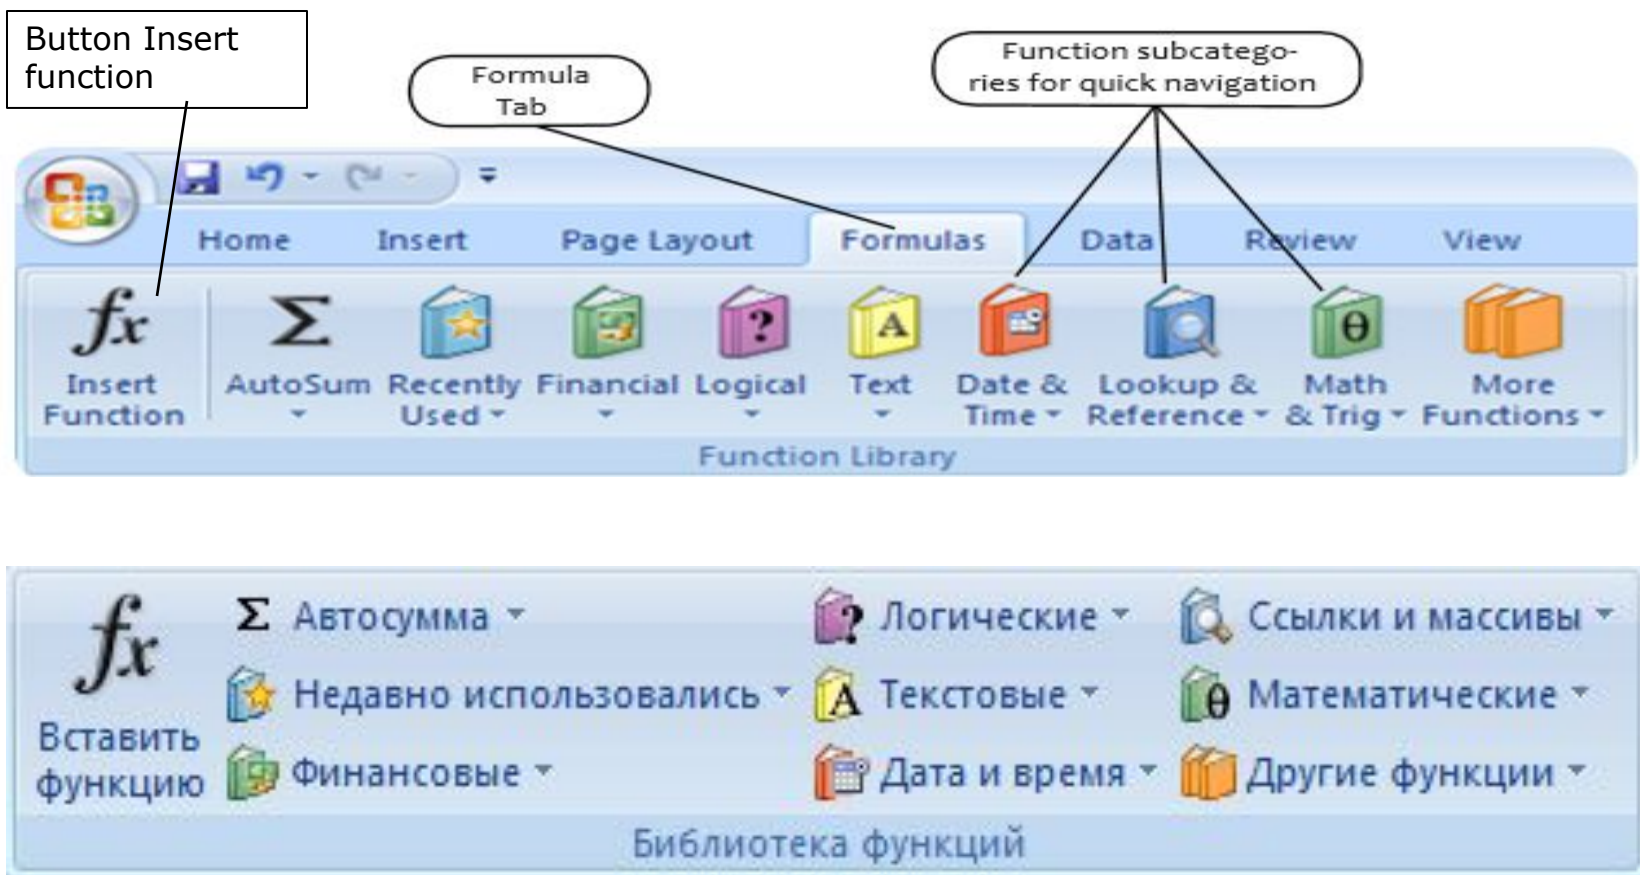 Button Insert
function
Formula
Tab
Function subcatego-
ries for quick navigation
Home Insert Page Layout Formulas Data Review View
Insert
Function
AutoSum
Recently
Used
Financial
Logical
Text
Date &
Time
Lookup &
Reference
Math
& Trig
More
Functions
Function Library
Вставить
функцию
Автосумма
Недавно использовались
Финансовые
Логические
Текстовые
Дата и время
Ссылки и массивы
Математические
Другие функции
Библиотека функций